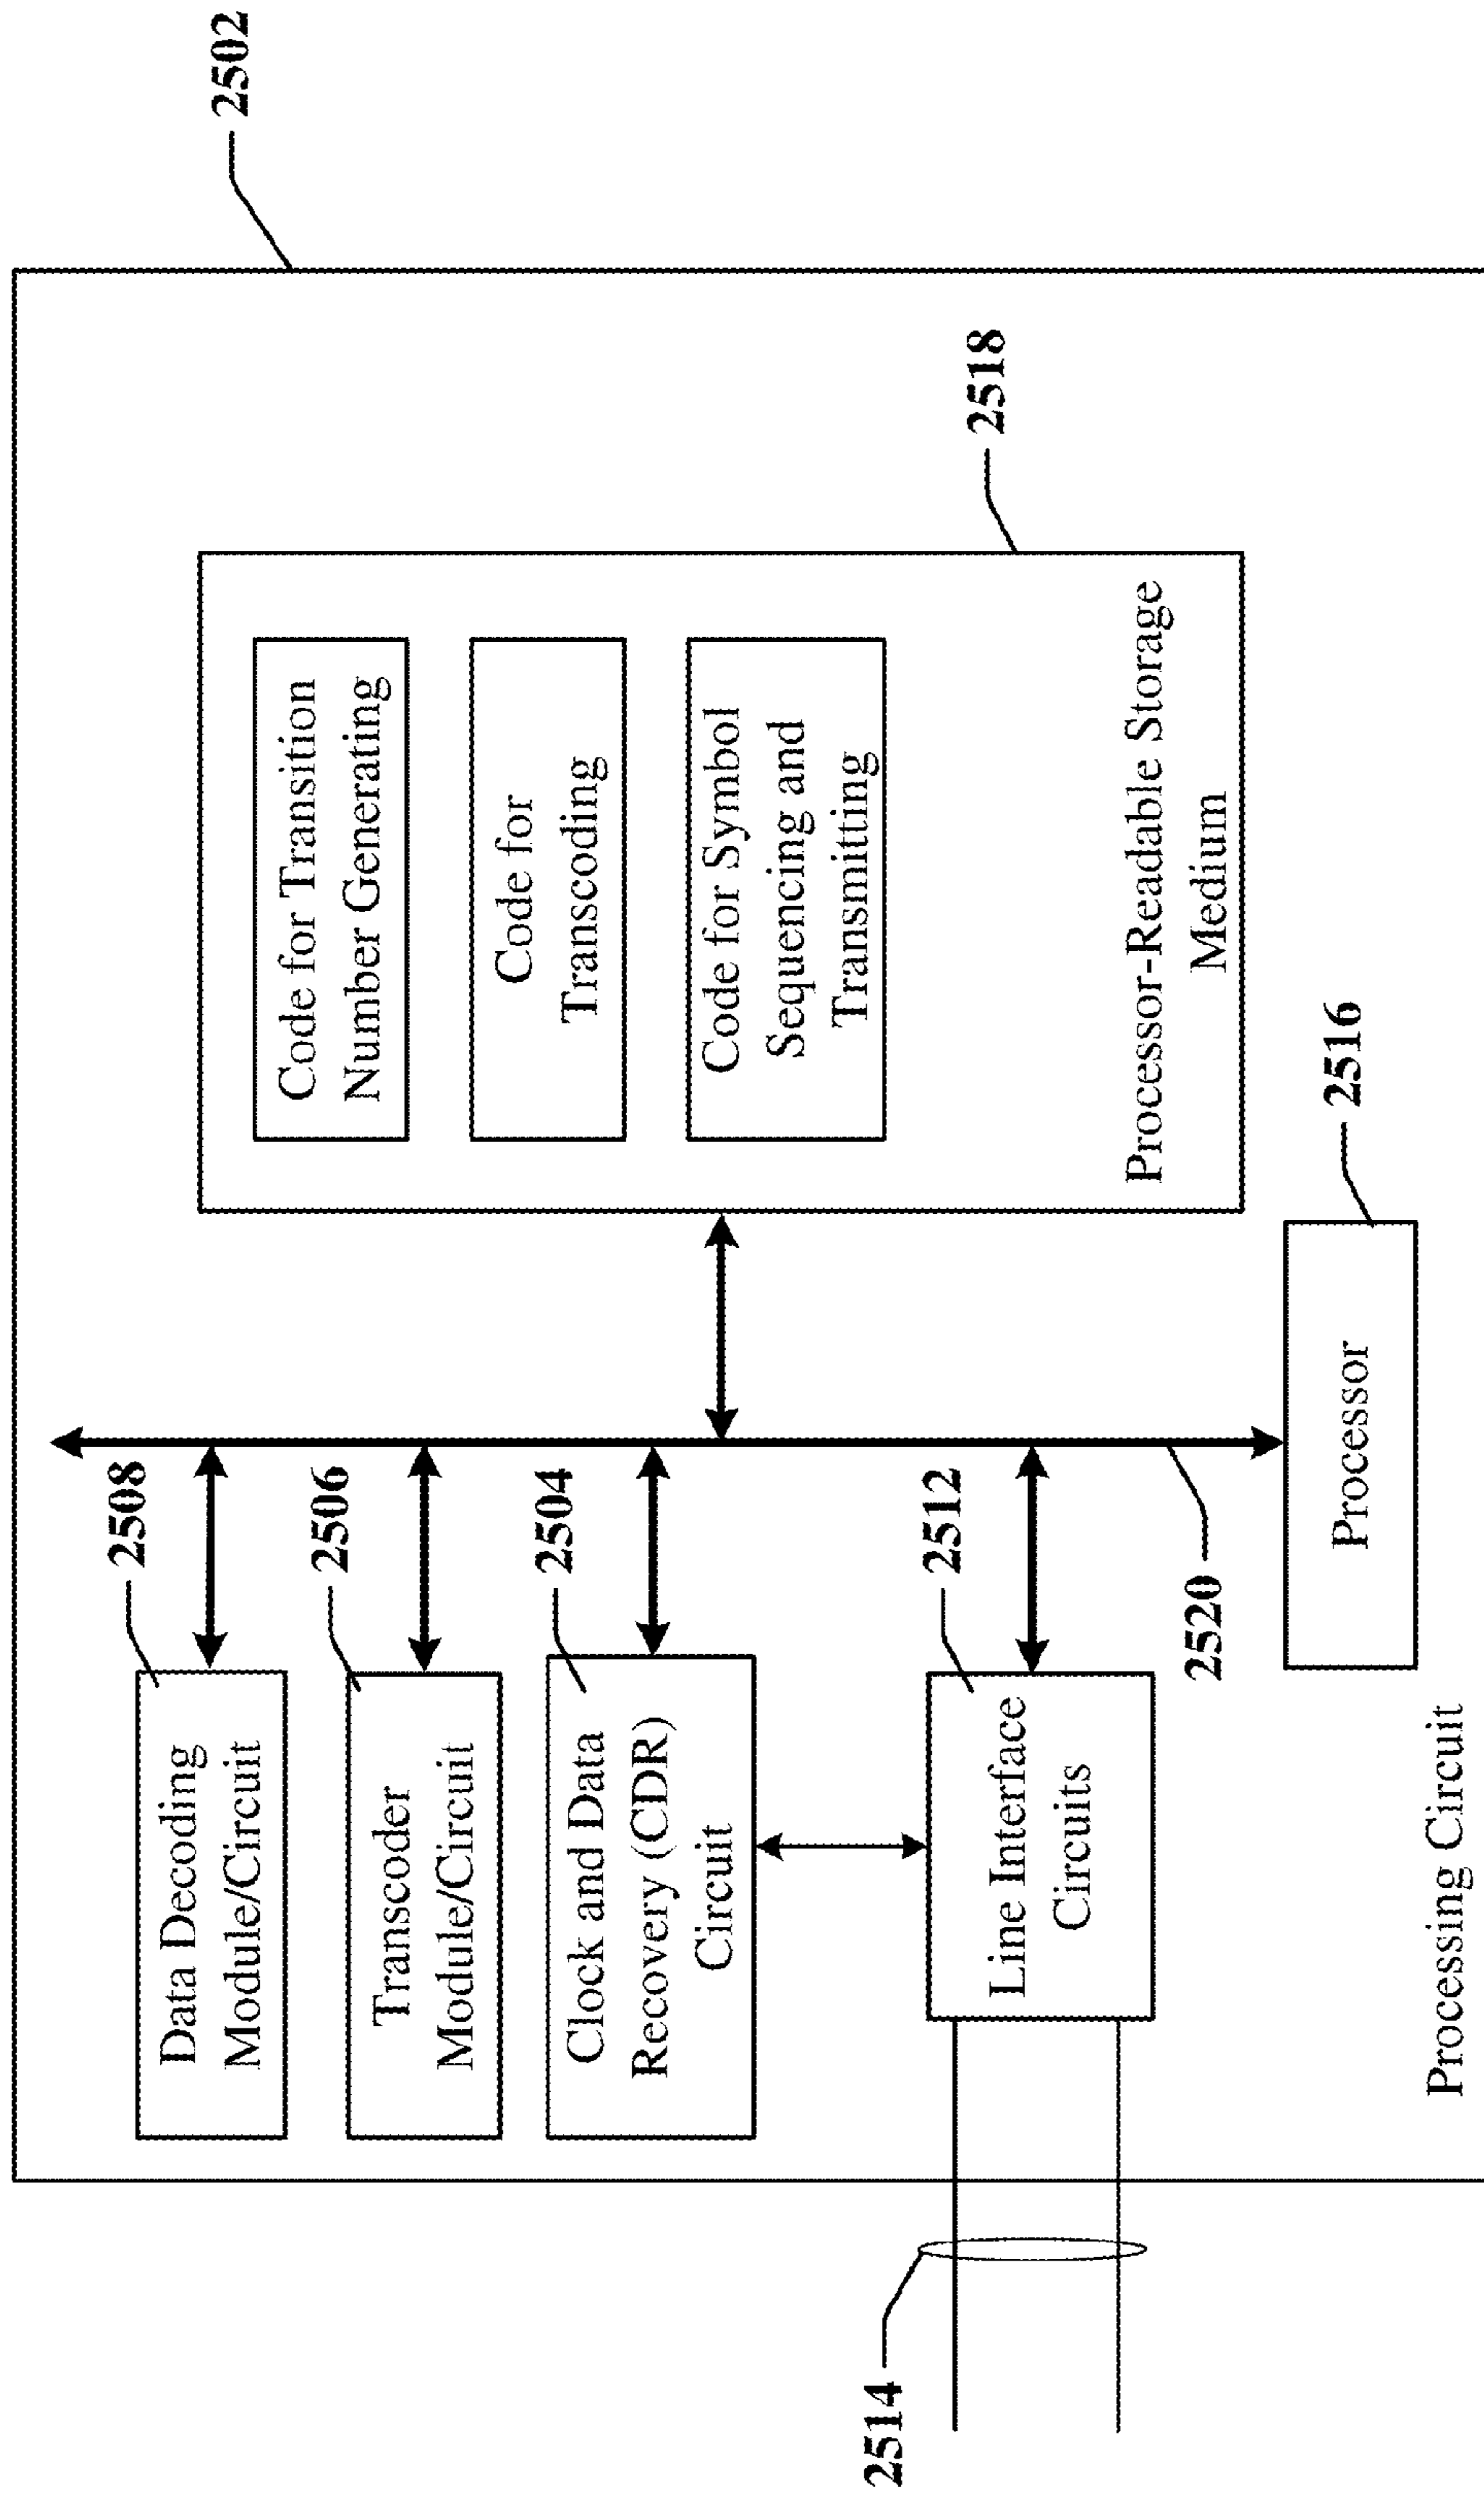 2502
2508
Data Decoding
Module/Circuit
2506
Transcoder
Module/Circuit
2504
Clock and Data
Recovery (CDR)
Circuit
2512
Line Interface
Circuits
2514
2520
Code for Transition
Number Generating
Code for
Transcoding
Code for Symbol
Sequencing and
Transmitting
Processor-Readable Storage
Medium
2518
2516
Processor
Processing Circuit